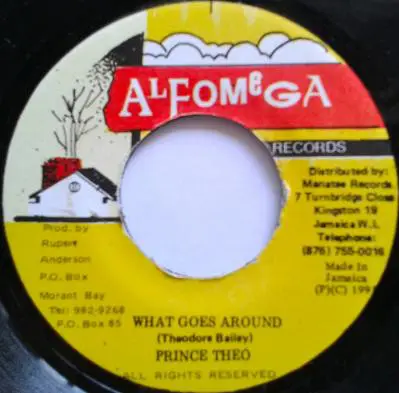 ALFOMeGA
RECORDS
Distributed by:
Manatee Records
7 Turnbridge Close
Kingston 19
Jamaica W.I.
Telephone:
(876) 755-0016
Made In
Jamaica
(P)(C) 199
Prod. by
Rupert
Anderson
P.O. Box
Morant Bay
Tel: 982-9268
P.O. Box 85
WHAT GOES AROUND
(Theodore Bailey)
PRINCE THEO
ALL RIGHTS RESERVED